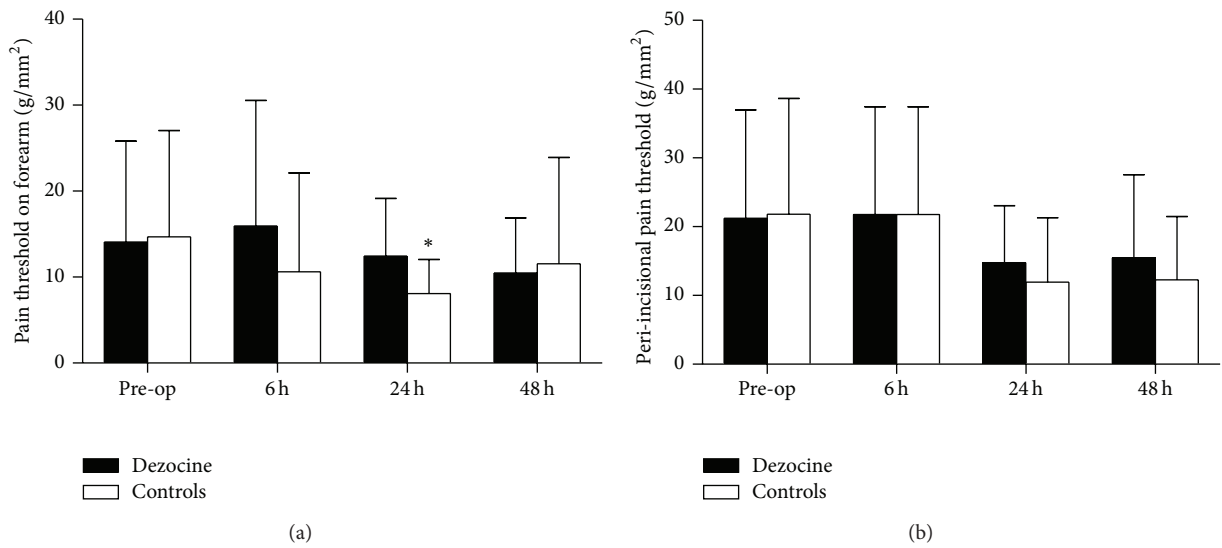 40
30
20
10
0
Pain threshold on forearm (g/mm²)
*
Pre-op 6 h 24 h 48 h
Dezocine
Controls
(a)
50
40
30
20
10
0
Peri-incisional pain threshold (g/mm²)
Pre-op 6 h 24 h 48 h
Dezocine
Controls
(b)